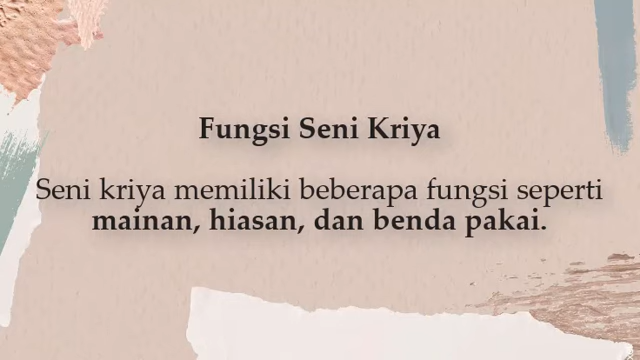 Fungsi Seni Kriya
Seni kriya memiliki beberapa fungsi seperti
mainan, hiasan, dan benda pakai.